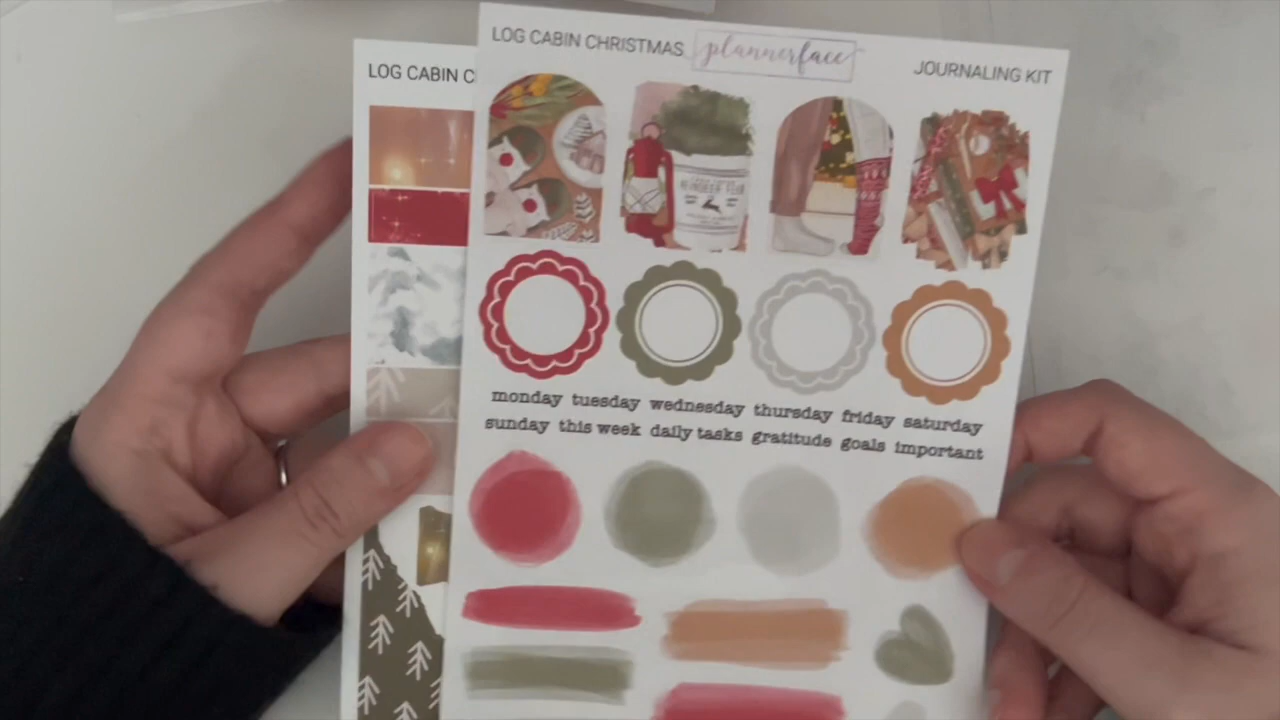 LOG CABIN CHRISTMAS plannerface JOURNALING KIT
LOG CABIN C
REINDEER FEED
monday tuesday wednesday thursday friday saturday
sunday this week daily tasks gratitude goals important